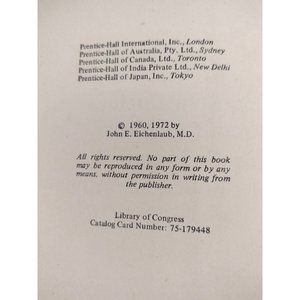 Prentice-Hall International, Inc., London
Prentice-Hall of Australia, Pty. Ltd., Sydney
Prentice-Hall of Canada, Ltd., Toronto
Prentice-Hall of India Private Ltd., New Delhi
Prentice-Hall of Japan, Inc., Tokyo
© 1960, 1972 by
John E. Eichenlaub, M.D.
All rights reserved. No part of this book
may be reproduced in any form or by any
means, without permission in writing from
the publisher.
Library of Congress
Catalog Card Number: 75-179448